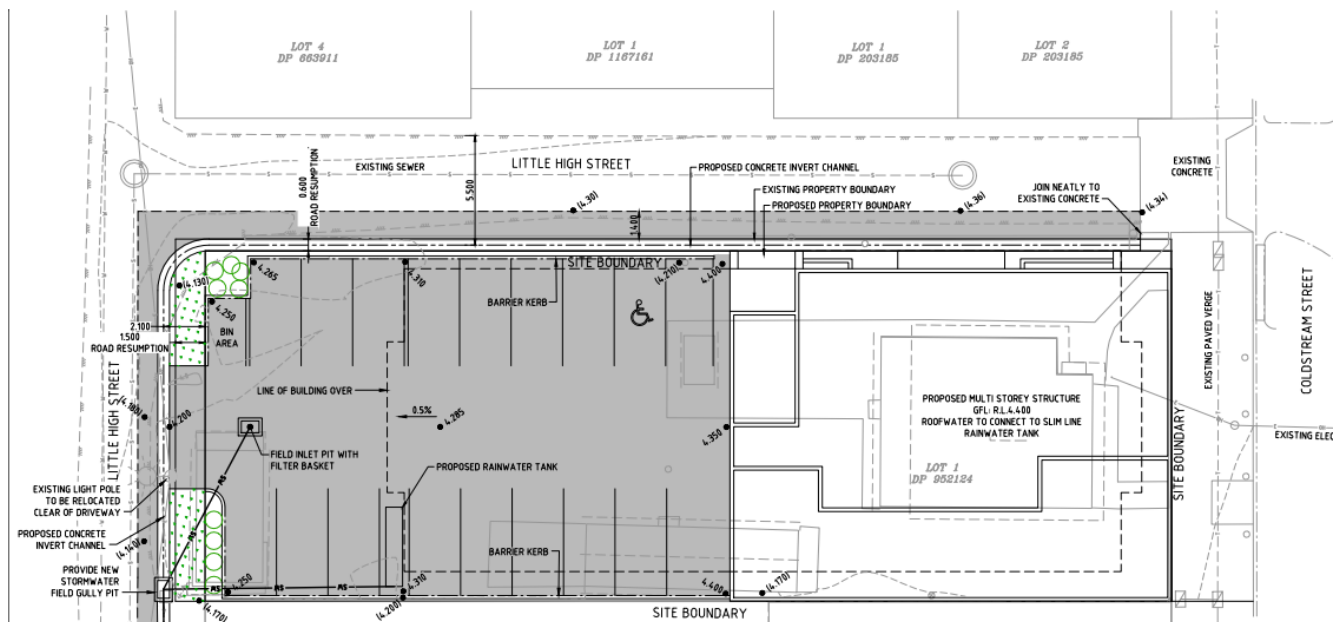 LOT 4
DP 663911
LOT 1
DP 1167161
LOT 1
DP 203185
LOT 2
DP 203185
EXISTING SEWER
0.600
ROAD RESUMPTION
5.500
LITTLE HIGH STREET
PROPOSED CONCRETE INVERT CHANNEL
EXISTING PROPERTY BOUNDARY
PROPOSED PROPERTY BOUNDARY
JOIN NEATLY TO
EXISTING CONCRETE
EXISTING
CONCRETE
(4.30)
1.400
(4.36)
(4.34)
SITE BOUNDARY
4.265
4.310
(4.210)
4.400
(4.130)
4.250
BARRIER KERB
2.100
1.500
ROAD RESUMPTION
BIN
AREA
LITTLE HIGH STREET
LINE OF BUILDING OVER
0.5%
4.285
4.350
(4.180)
4.200
PROPOSED MULTI STOREY STRUCTURE
GFL: R.L.4.400
ROOFWATER TO CONNECT TO SLIM LINE
RAINWATER TANK
LOT 1
DP 952124
EXISTING PAVED VERGE
COLDSTREAM STREET
EXISTING ELEC
SITE BOUNDARY
FIELD INLET PIT WITH
FILTER BASKET
PROPOSED RAINWATER TANK
EXISTING LIGHT POLE
TO BE RELOCATED
CLEAR OF DRIVEWAY
PROPOSED CONCRETE
INVERT CHANNEL
(4.140)
PROVIDE NEW
STORMWATER
FIELD GULLY PIT
BARRIER KERB
4.250
4.310
4.400
(4.170)
(4.170)
(4.200)
SITE BOUNDARY